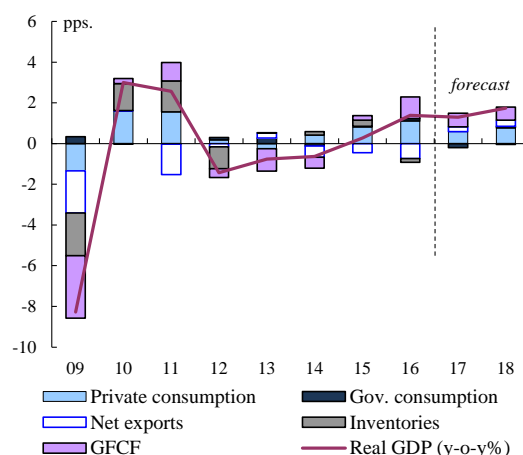 pps.
6
4
2
0
-2
-4
-6
-8
-10
forecast
09 10 11 12 13 14 15 16 17 18
Private consumption Gov. consumption
Net exports Inventories
GFCF Real GDP (y-o-y%)